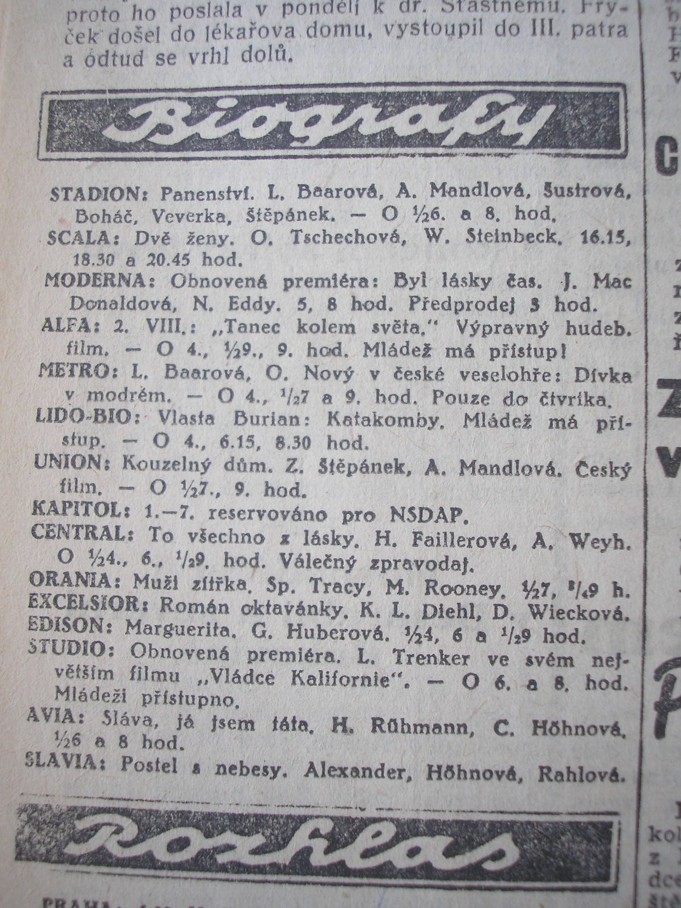 proto ho poslala v pondělí k dr. Šťastnému. Fry-
ček došel do lékařova domu, vystoupil do III. patra
a odtud se vrhl dolů.
Biografy
STADION: Panenství. L. Baarová, A. Mandlová, Šustrová,
Boháč, Veverka, Štěpánek. — O ½6. a 8. hod.
SCALA: Dvě ženy. O. Tschechová, W. Steinbeck. 16.15,
18.30 a 20.45 hod.
MODERNA: Obnovená premiéra: Byl lásky čas. J. Mac
Donaldová, N. Eddy. 5, 8 hod. Předprodej 3 hod.
ALFA: 2. VIII.: „Tanec kolem světa." Výpravný hudeb.
film. — O 4., ½9., 9. hod. Mládež má přístup!
METRO: L. Baarová, O. Nový v české veselohře: Dívka
v modrém. — O 4., ½7 a 9. hod. Pouze do čtvrtka.
LIDO-BIO: Vlasta Burian: Katakomby. Mládež má pří-
stup. — O 4., 6.15, 8.30 hod.
UNION: Kouzelný dům. Z. Štěpánek, A. Mandlová. Český
film. — O ½7., 9. hod.
KAPITOL: 1.—7. reservováno pro NSDAP.
CENTRAL: To všechno z lásky. H. Faillerová, A. Weyh.
O ½4., 6., ½9. hod. Válečný zpravodaj.
ORANIA: Muži zítřka. Sp. Tracy, M. Rooney. ½7, ¾9 h.
EXCELSIOR: Román oktavánky. K. L. Diehl, D. Wiecková.
EDISON: Marguerita. G. Huberová. ½4, 6 a ½9 hod.
STUDIO: Obnovená premiéra. L. Trenker ve svém nej-
větším filmu „Vládce Kalifornie". — O 6. a 8. hod.
Mládeži přístupno.
AVIA: Sláva, já jsem táta. H. Rühmann, C. Höhnová.
½6 a 8 hod.
SLAVIA: Postel s nebesy. Alexander, Höhnová, Rahlová.
Rozhlas
PRAHA: